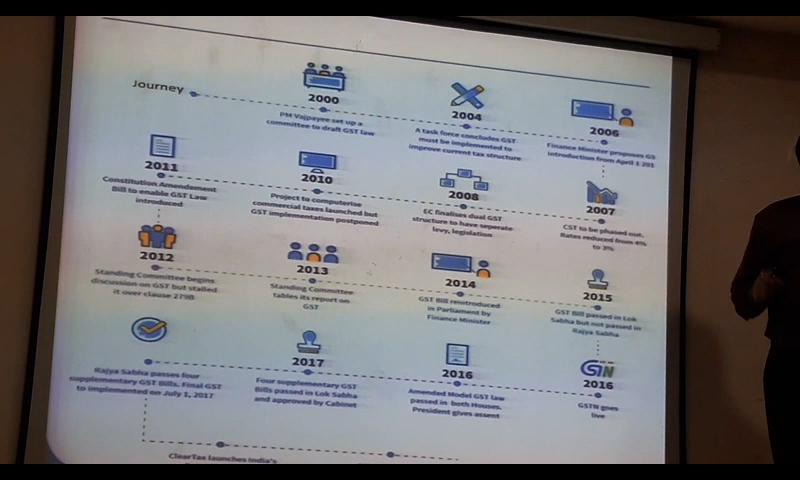 Journey
2000
PM Vajpayee set up a
committee to draft GST law
2004
A task force concludes GST
must be implemented to
improve current tax structure
2006
Finance Minister proposes GS
introduction from April 1 201
2011
Constitution Amendement
Bill to enable GST Law
introduced
2010
Project to computerise
commercial taxes launched but
GST implementation postponed
2008
EC finalises dual GST
structure to have seperate
levy, legislation
2007
CST to be phased out.
Rates reduced from 4%
to 3%
2012
Standing Committee begins
discussion on GST but stalled
it over clause 279B
2013
Standing Committee
tables its report on
GST
2014
GST Bill reintroduced
in Parliament by
Finance Minister
2015
GST Bill passed in Lok
Sabha but not passed in
Rajya Sabha
Rajya Sabha passes four
supplementary GST Bills. Final GST
to implemented on July 1, 2017
2017
Four supplementary GST
Bills passed in Lok Sabha
and approved by Cabinet
2016
Amended Model GST law
passed in both Houses.
President gives assent
GSTN
2016
GSTN goes
live
ClearTax launches India's